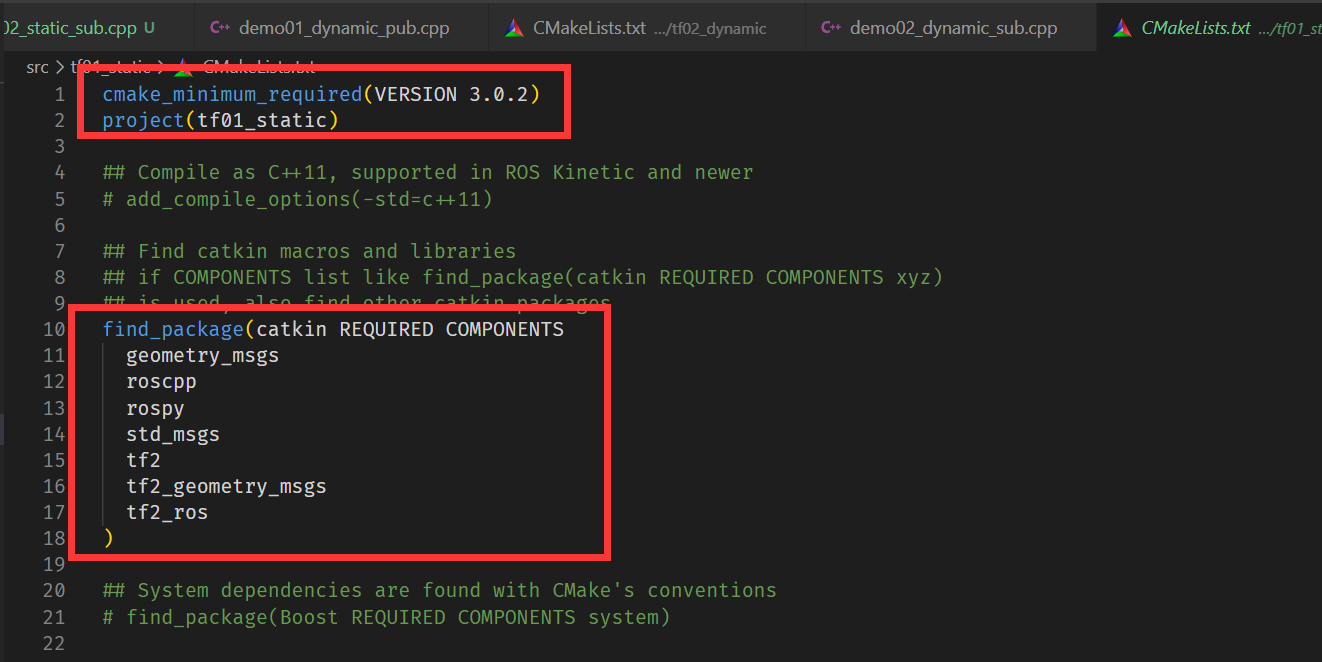 02_static_sub.cpp U
demo01_dynamic_pub.cpp
CMakeLists.txt .../tf02_dynamic
demo02_dynamic_sub.cpp
CMakeLists.txt .../tf01_st
src > tf01_static > CMakeLists.txt
1 cmake_minimum_required(VERSION 3.0.2)
2 project(tf01_static)
3
4 ## Compile as C++11, supported in ROS Kinetic and newer
5 # add_compile_options(-std=c++11)
6
7 ## Find catkin macros and libraries
8 ## if COMPONENTS list like find_package(catkin REQUIRED COMPONENTS xyz)
9 ## is used, also find other catkin packages
10 find_package(catkin REQUIRED COMPONENTS
11 geometry_msgs
12 roscpp
13 rospy
14 std_msgs
15 tf2
16 tf2_geometry_msgs
17 tf2_ros
18 )
19
20 ## System dependencies are found with CMake's conventions
21 # find_package(Boost REQUIRED COMPONENTS system)
22